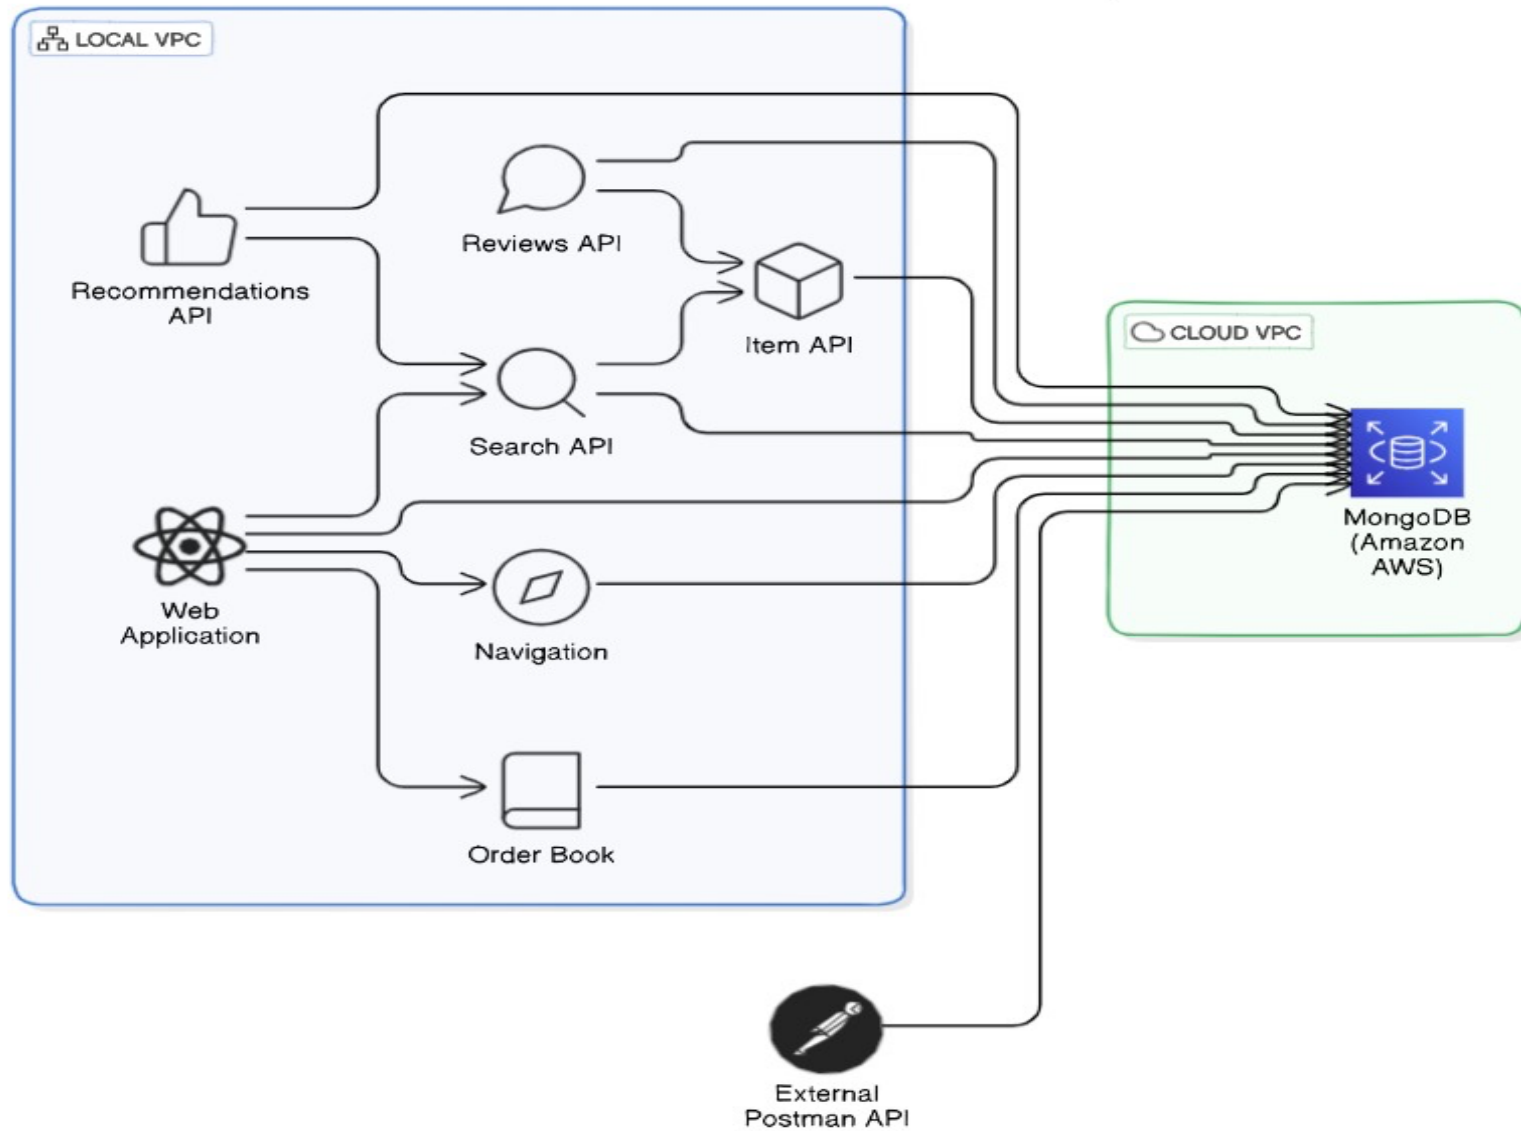 LOCAL VPC
Reviews API
Recommendations
API
Item API
CLOUD VPC
Search API
MongoDB
(Amazon
AWS)
Web
Application
Navigation
Order Book
External
Postman API